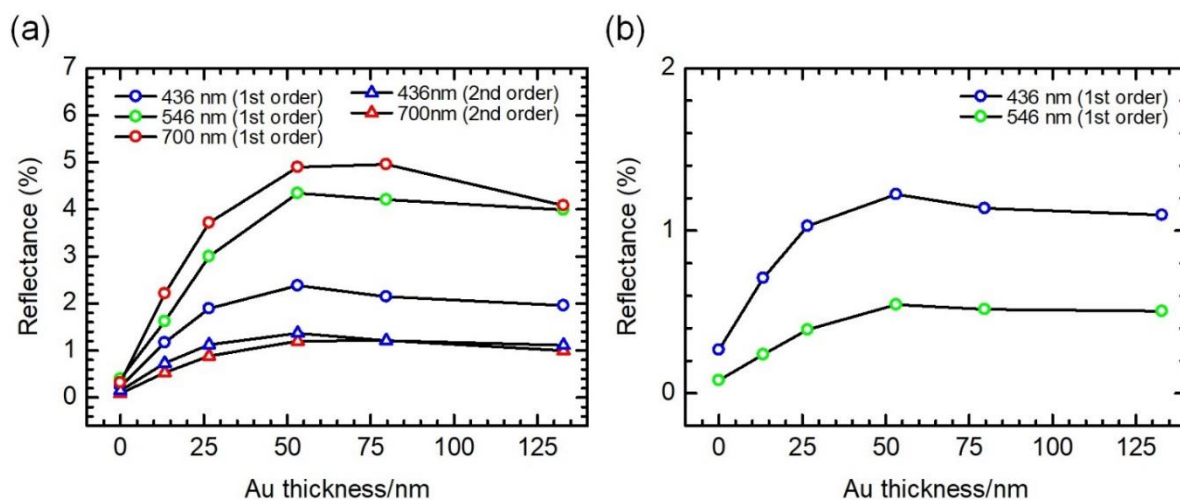 (a)
7
6
5
4
3
2
1
0
Reflectance (%)
436 nm (1st order)
546 nm (1st order)
700 nm (1st order)
436nm (2nd order)
700nm (2nd order)
0 25 50 75 100 125
Au thickness/nm
(b)
2
1
0
Reflectance (%)
436 nm (1st order)
546 nm (1st order)
0 25 50 75 100 125
Au thickness/nm